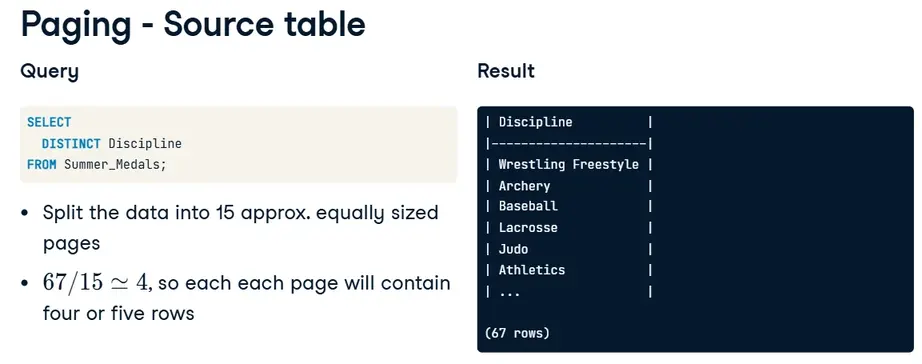 Paging - Source table
Query
SELECT
DISTINCT Discipline
FROM Summer_Medals;
• Split the data into 15 approx. equally sized
pages
• 67/15 ≃ 4, so each each page will contain
four or five rows
Result
| Discipline |
|---------------------|
| Wrestling Freestyle |
| Archery |
| Baseball |
| Lacrosse |
| Judo |
| Athletics |
| ... |
(67 rows)